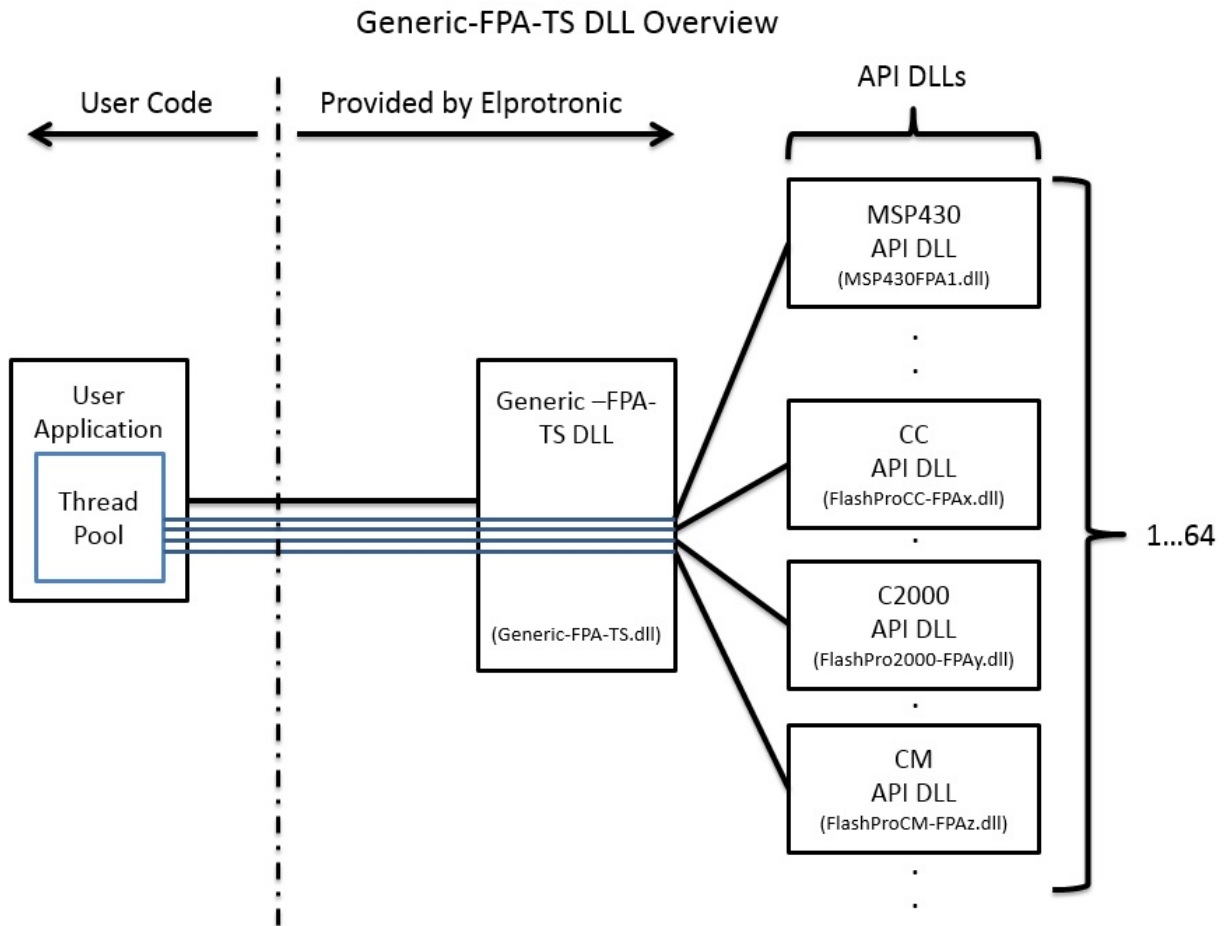 Generic-FPA-TS DLL Overview
User Code
Provided by Elprotronic
API DLLs
MSP430
API DLL
(MSP430FPA1.dll)
User
Application
Thread
Pool
Generic –FPA-
TS DLL
(Generic-FPA-TS.dll)
CC
API DLL
(FlashProCC-FPAx.dll)
C2000
API DLL
(FlashPro2000-FPAy.dll)
CM
API DLL
(FlashProCM-FPAz.dll)
1...64